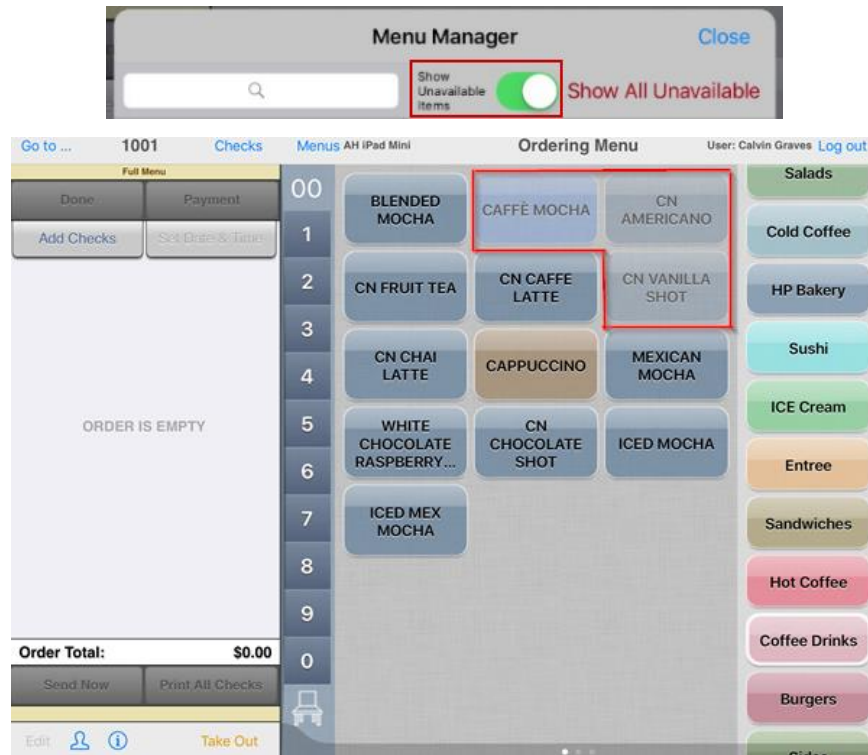 Menu Manager
Close
Show
Unavailable
Items
Show All Unavailable
Go to ...
1001
Checks
Menus
AH iPad Mini
Ordering Menu
User: Calvin Graves
Log out
Full Menu
Done
Payment
Add Checks
Set Date & Time
ORDER IS EMPTY
Order Total:
$0.00
Send Now
Print All Checks
Edit
Take Out
00
1
2
3
4
5
6
7
8
9
0
BLENDED
MOCHA
CAFFÈ MOCHA
CN
AMERICANO
CN FRUIT TEA
CN CAFFE
LATTE
CN VANILLA
SHOT
CN CHAI
LATTE
CAPPUCCINO
MEXICAN
MOCHA
WHITE
CHOCOLATE
RASPBERRY...
CN
CHOCOLATE
SHOT
ICED MOCHA
ICED MEX
MOCHA
Salads
Cold Coffee
HP Bakery
Sushi
ICE Cream
Entree
Sandwiches
Hot Coffee
Coffee Drinks
Burgers